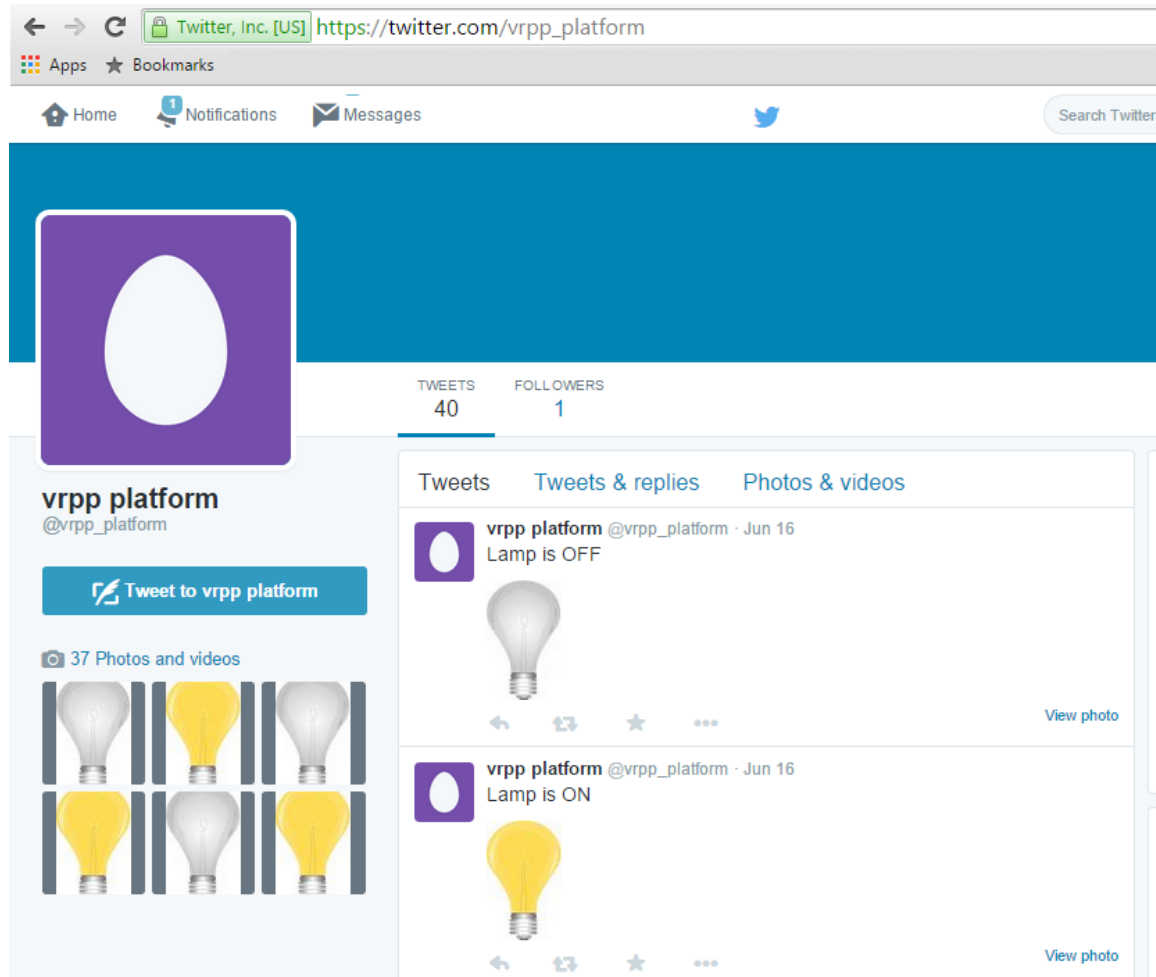 Twitter, Inc. [US] https://twitter.com/vrpp_platform
Apps Bookmarks
Home 1 Notifications Messages Search Twitter
TWEETS FOLLOWERS
40 1
Tweets Tweets & replies Photos & videos
vrpp platform
@vrpp_platform
Tweet to vrpp platform
37 Photos and videos
vrpp platform @vrpp_platform · Jun 16
Lamp is OFF
View photo
vrpp platform @vrpp_platform · Jun 16
Lamp is ON
View photo